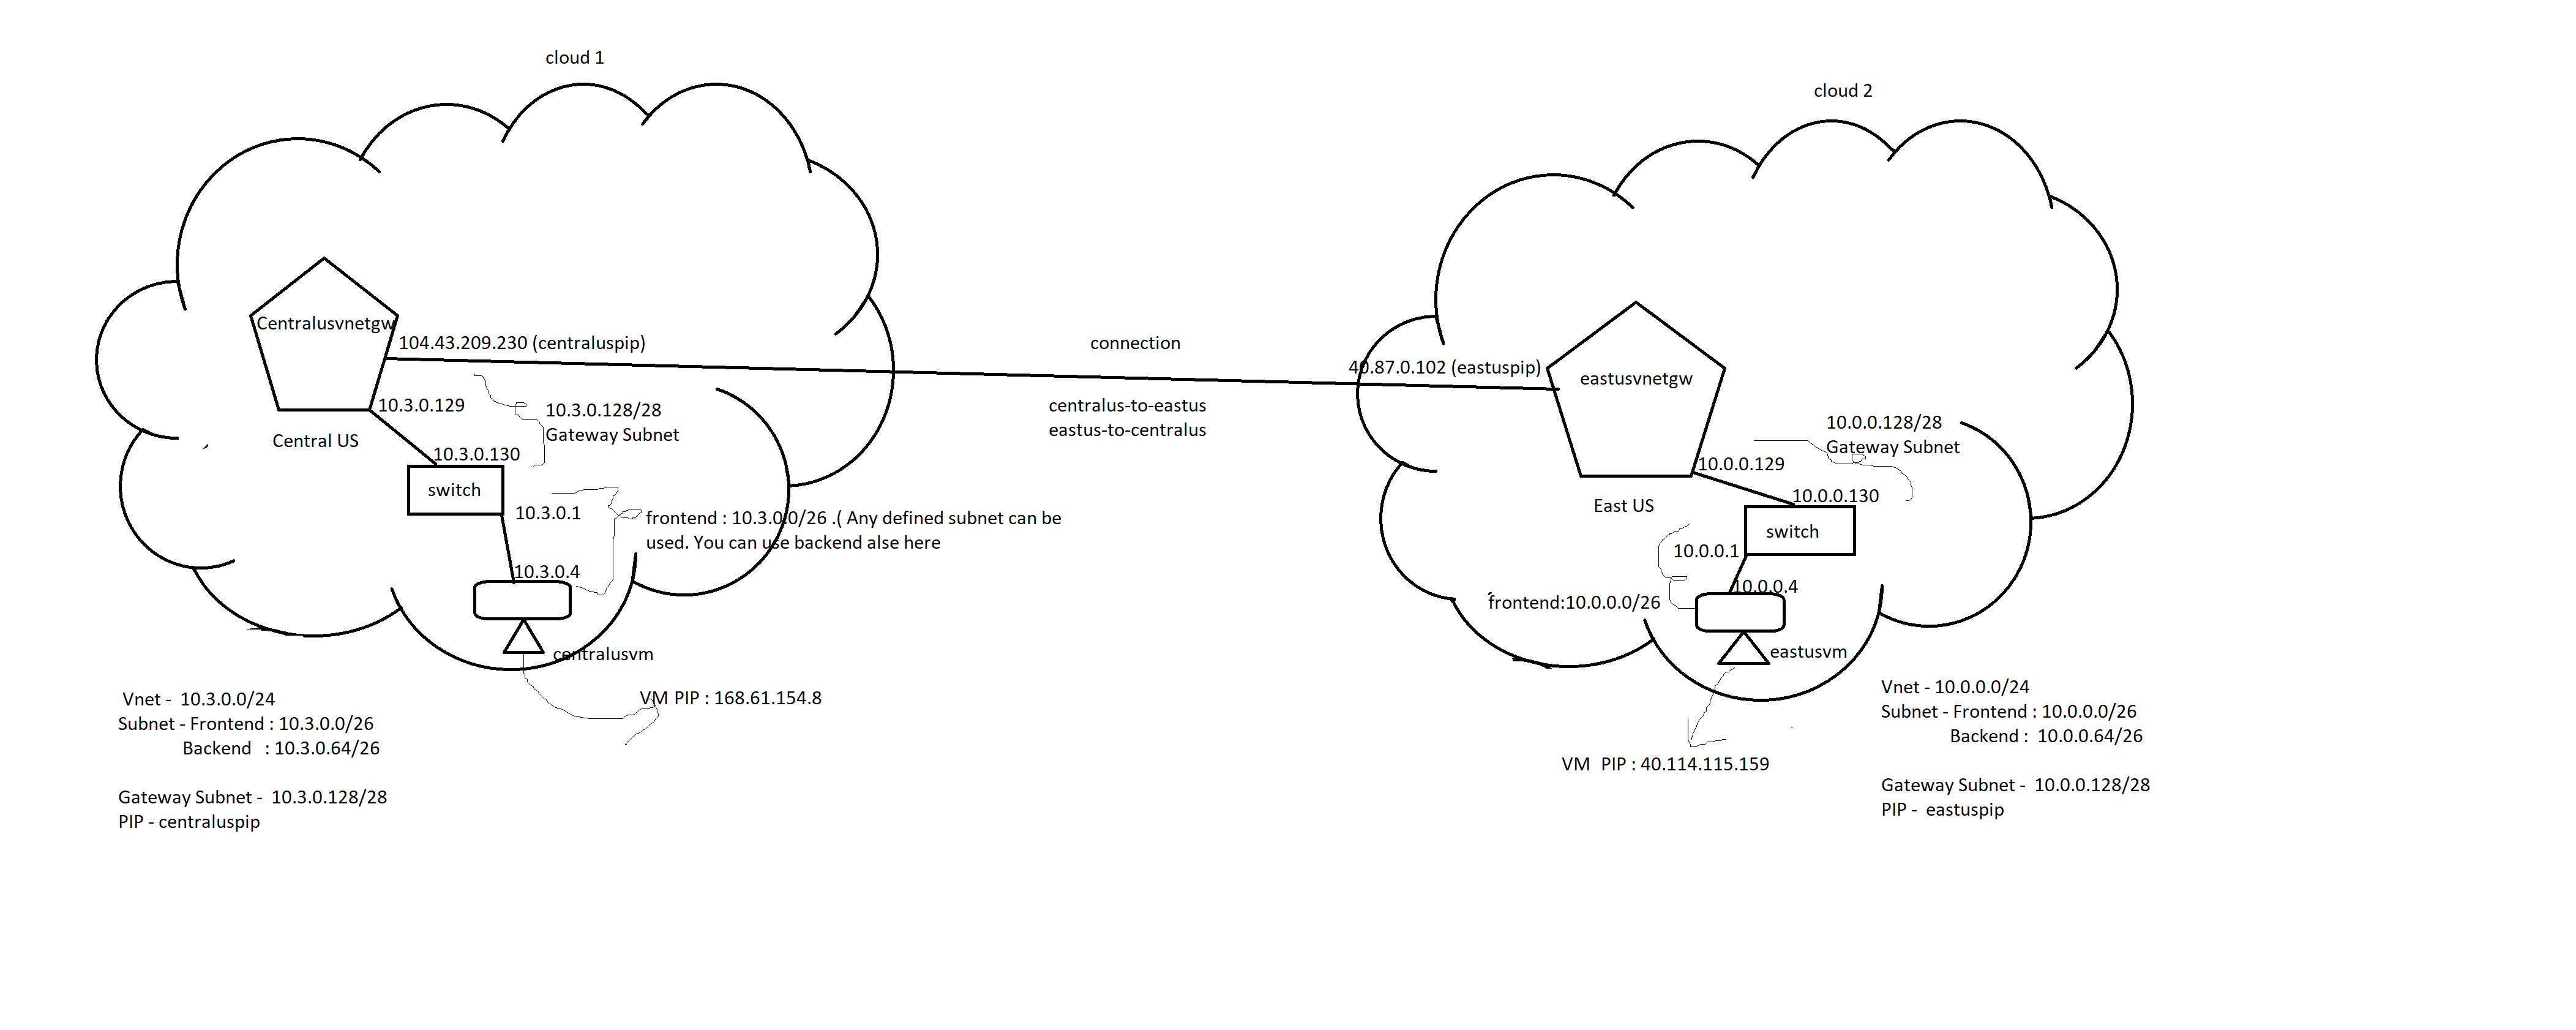 cloud 1
cloud 2
Centralusvnetgw
104.43.209.230 (centraluspip)
connection
40.87.0.102 (eastuspip)
eastusvnetgw
10.3.0.129
10.3.0.128/28
Gateway Subnet
centralus-to-eastus
eastus-to-centralus
10.0.0.128/28
Gateway Subnet
Central US
10.3.0.130
10.0.0.129
switch
10.0.0.130
East US
10.3.0.1
frontend : 10.3.0.0/26 .( Any defined subnet can be
used. You can use backend alse here
switch
10.0.0.1
10.3.0.4
10.0.0.4
frontend:10.0.0.0/26
centralusvm
eastusvm
VM PIP : 168.61.154.8
Vnet - 10.3.0.0/24
Subnet - Frontend : 10.3.0.0/26
Backend : 10.3.0.64/26
Gateway Subnet - 10.3.0.128/28
PIP - centraluspip
VM PIP : 40.114.115.159
Vnet - 10.0.0.0/24
Subnet - Frontend : 10.0.0.0/26
Backend : 10.0.0.64/26
Gateway Subnet - 10.0.0.128/28
PIP - eastuspip